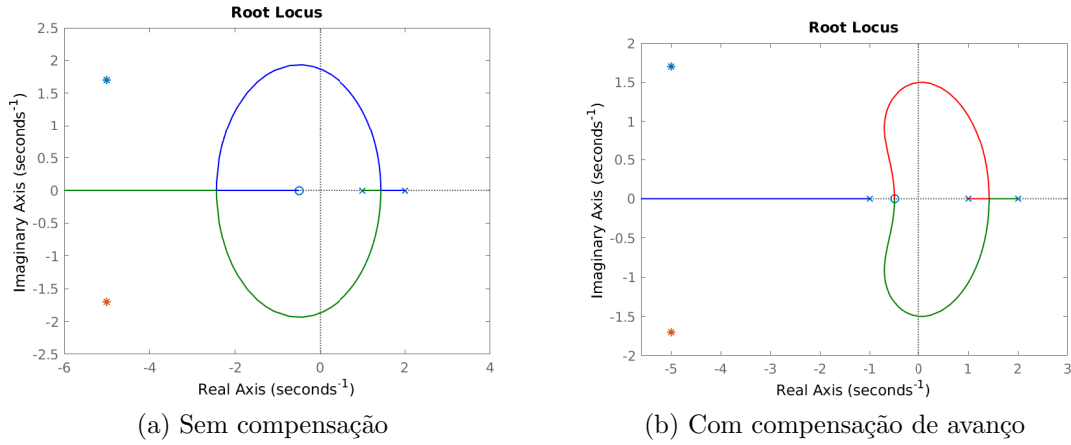 Root Locus
2.5
2
1.5
1
0.5
0
-0.5
-1
-1.5
-2
-2.5
-6 -4 -2 0 2 4
Imaginary Axis (seconds-1)
Real Axis (seconds-1)
(a) Sem compensação
Root Locus
2
1.5
1
0.5
0
-0.5
-1
-1.5
-2
-5 -4 -3 -2 -1 0 1 2 3
Imaginary Axis (seconds-1)
Real Axis (seconds-1)
(b) Com compensação de avanço